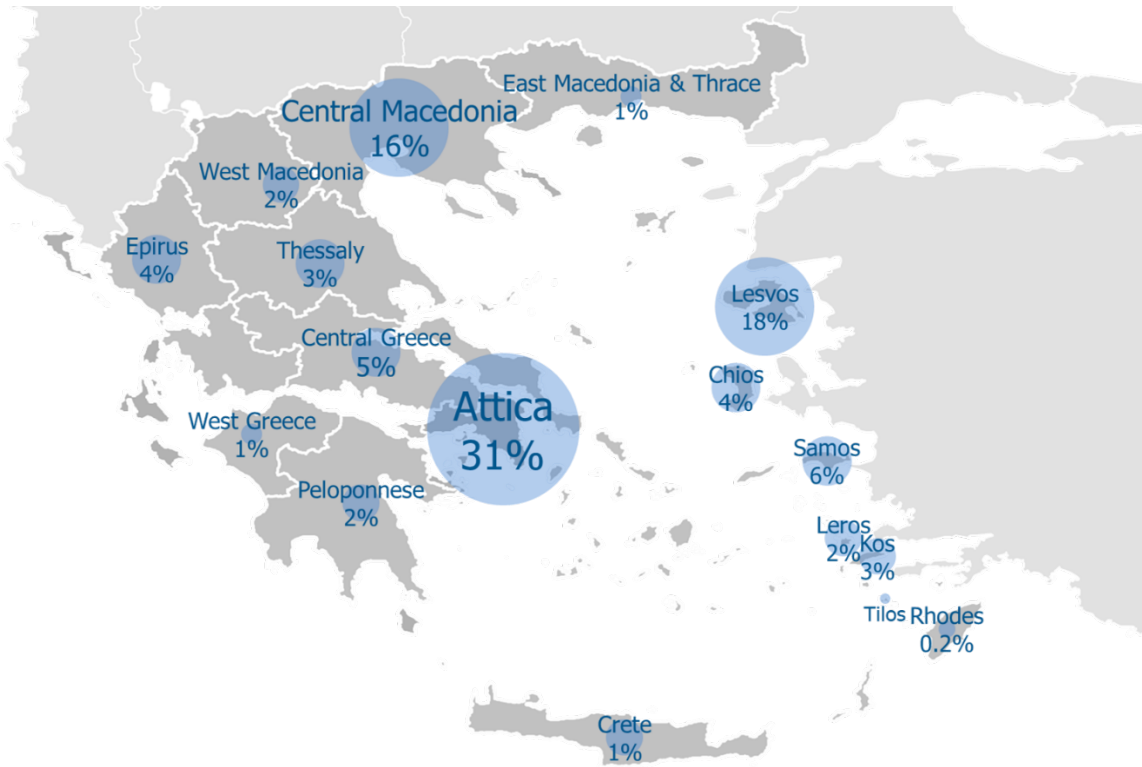 East Macedonia & Thrace
1%
Central Macedonia
16%
West Macedonia
2%
Epirus
4%
Thessaly
3%
Lesvos
18%
Central Greece
5%
Chios
4%
Attica
31%
West Greece
1%
Samos
6%
Peloponnese
2%
Leros
2%
Kos
3%
Tilos
Rhodes
0.2%
Crete
1%